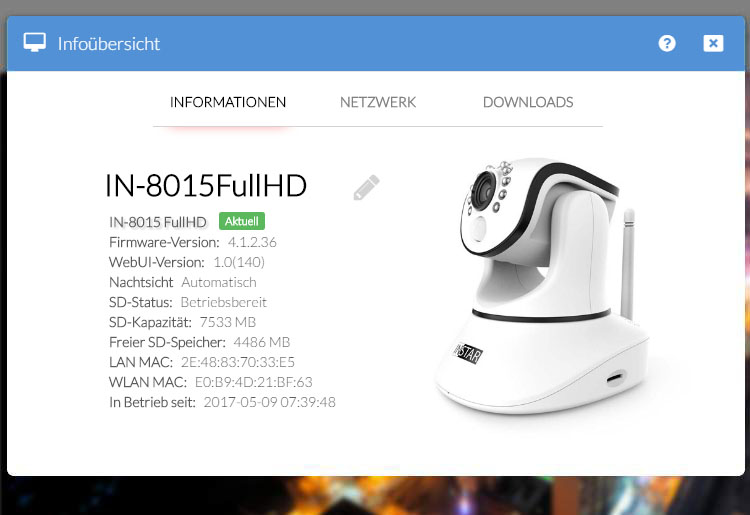 Infoübersicht
INFORMATIONEN NETZWERK DOWNLOADS
IN-8015FullHD
IN-8015 FullHD Aktuell
Firmware-Version: 4.1.2.36
WebUI-Version: 1.0(140)
Nachtsicht Automatisch
SD-Status: Betriebsbereit
SD-Kapazität: 7533 MB
Freier SD-Speicher: 4486 MB
LAN MAC: 2E:48:83:70:33:E5
WLAN MAC: E0:B9:4D:21:BF:63
In Betrieb seit: 2017-05-09 07:39:48
INSTAR